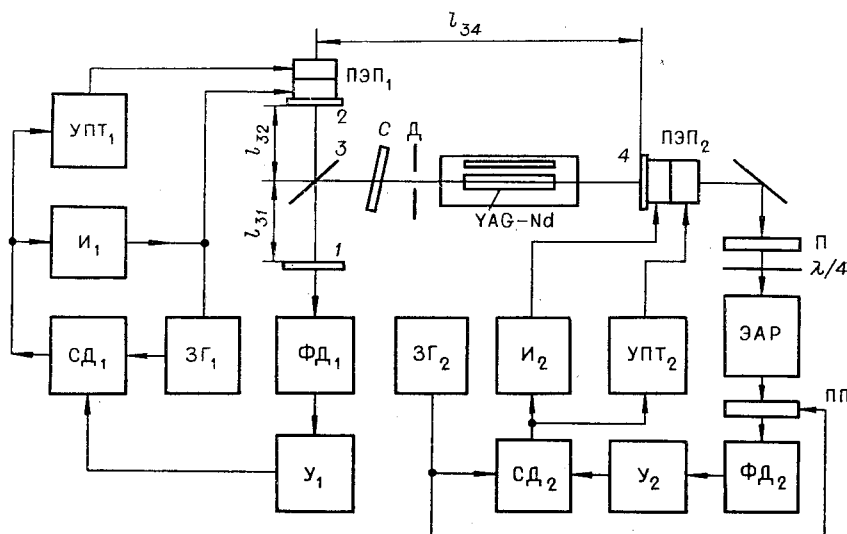 l₃₄
ПЭП₁
2
УПТ₁
l₃₂
3
С
Д
4
ПЭП₂
YAG-Nd
l₃₁
1
П
λ/4
И₁
СД₁
ЗГ₁
ФД₁
ЗГ₂
И₂
УПТ₂
ЭАР
ПП
У₁
СД₂
У₂
ФД₂